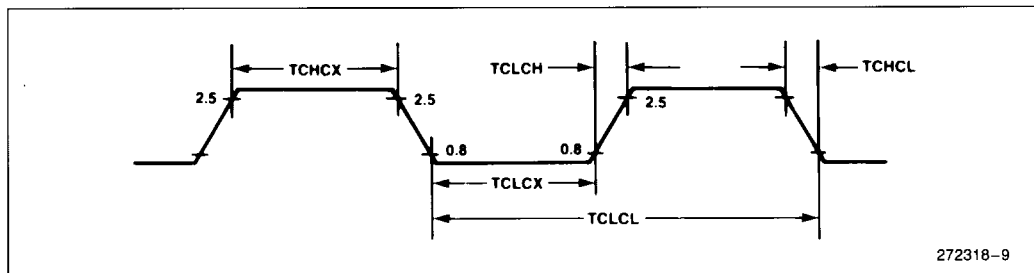 TCHCX
TCLCH
TCHCL
2.5
2.5
2.5
0.8
0.8
TCLCX
TCLCL
272318-9